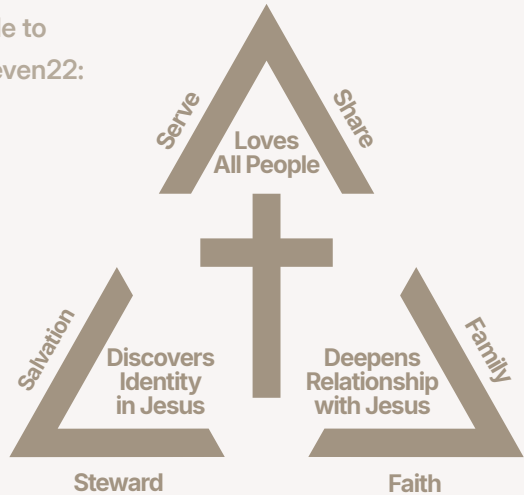 to
even22:
Serve
Share
Loves
All People
Salvation
Family
Discovers
Identity
in Jesus
Deepens
Relationship
with Jesus
Steward
Faith